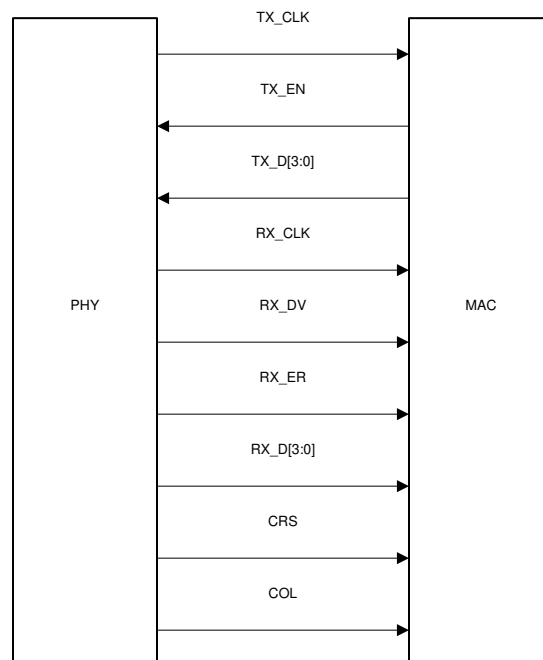 TX_CLK
TX_EN
TX_D[3:0]
RX_CLK
PHY
RX_DV
MAC
RX_ER
RX_D[3:0]
CRS
COL